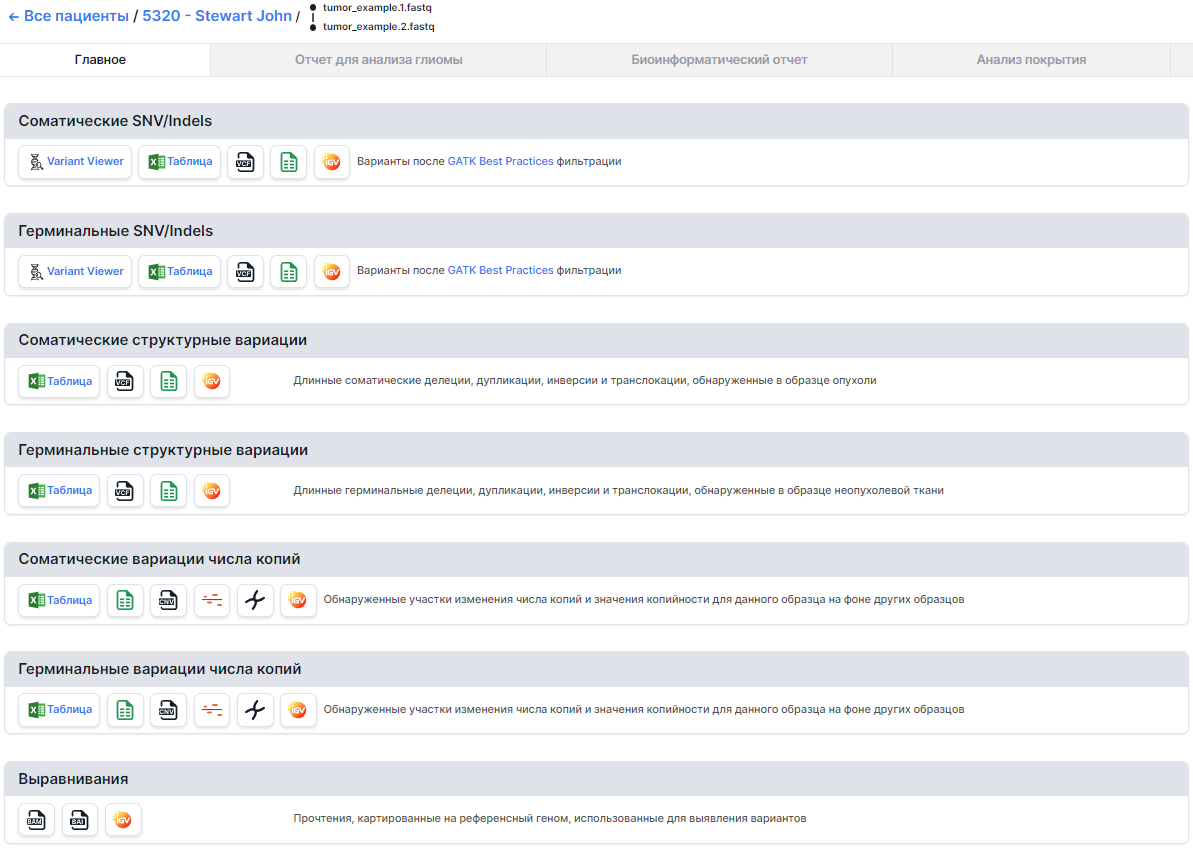 ← Все пациенты / 5320 - Stewart John /
tumor_example.1.fastq
tumor_example.2.fastq
Главное
Отчет для анализа глиомы
Биоинформатический отчет
Анализ покрытия
Соматические SNV/Indels
Variant Viewer Таблица VCF IGV Варианты после GATK Best Practices фильтрации
Герминальные SNV/Indels
Variant Viewer Таблица VCF IGV Варианты после GATK Best Practices фильтрации
Соматические структурные вариации
Таблица VCF IGV Длинные соматические делеции, дупликации, инверсии и транслокации, обнаруженные в образце опухоли
Герминальные структурные вариации
Таблица VCF IGV Длинные герминальные делеции, дупликации, инверсии и транслокации, обнаруженные в образце неопухолевой ткани
Соматические вариации числа копий
Таблица CNV IGV Обнаруженные участки изменения числа копий и значения копийности для данного образца на фоне других образцов
Герминальные вариации числа копий
Таблица CNV IGV Обнаруженные участки изменения числа копий и значения копийности для данного образца на фоне других образцов
Выравнивания
BAM BAI IGV Прочтения, картированные на референсный геном, использованные для выявления вариантов